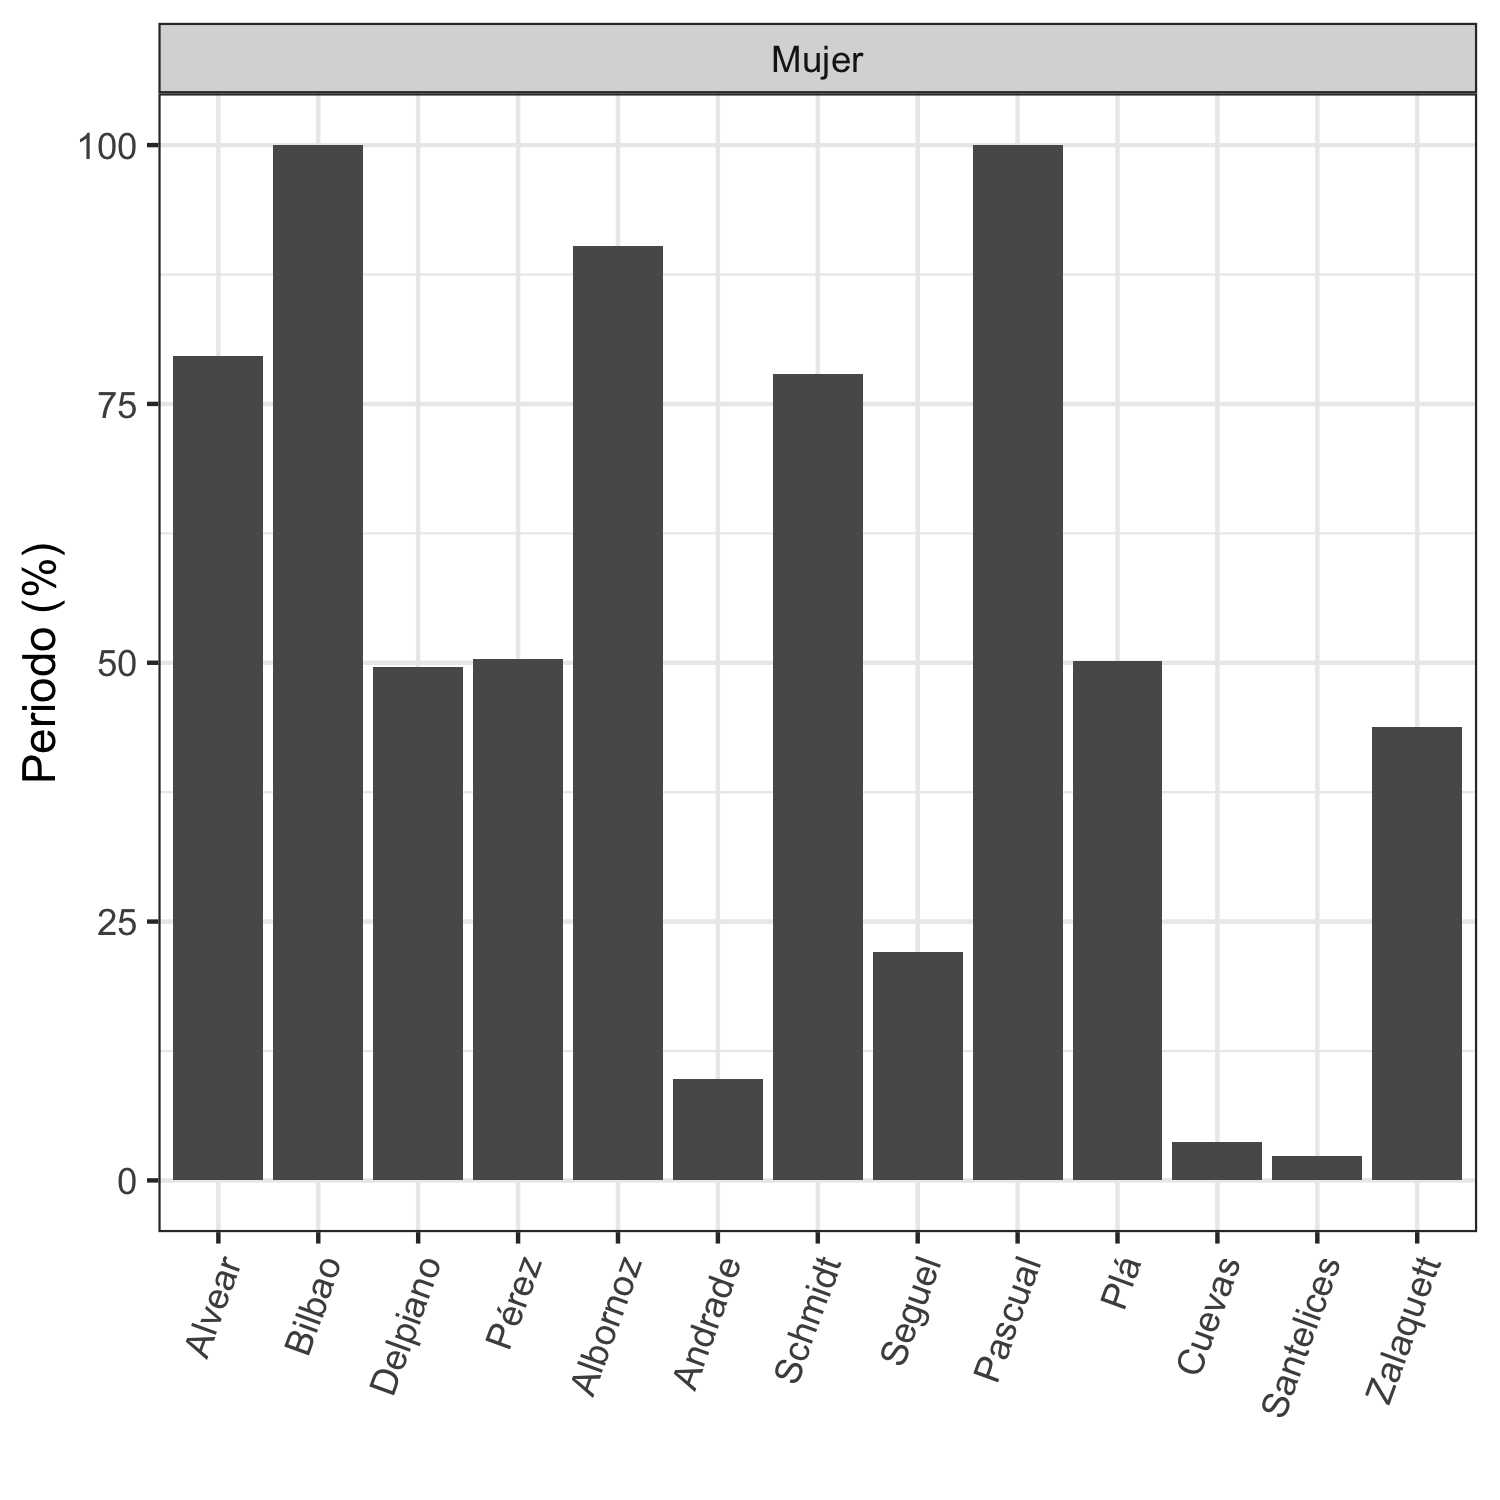 Mujer
Periodo (%)
100
75
50
25
0
Alvear
Bilbao
Delpiano
Pérez
Albornoz
Andrade
Schmidt
Seguel
Pascual
Plá
Cuevas
Santelices
Zalaquett